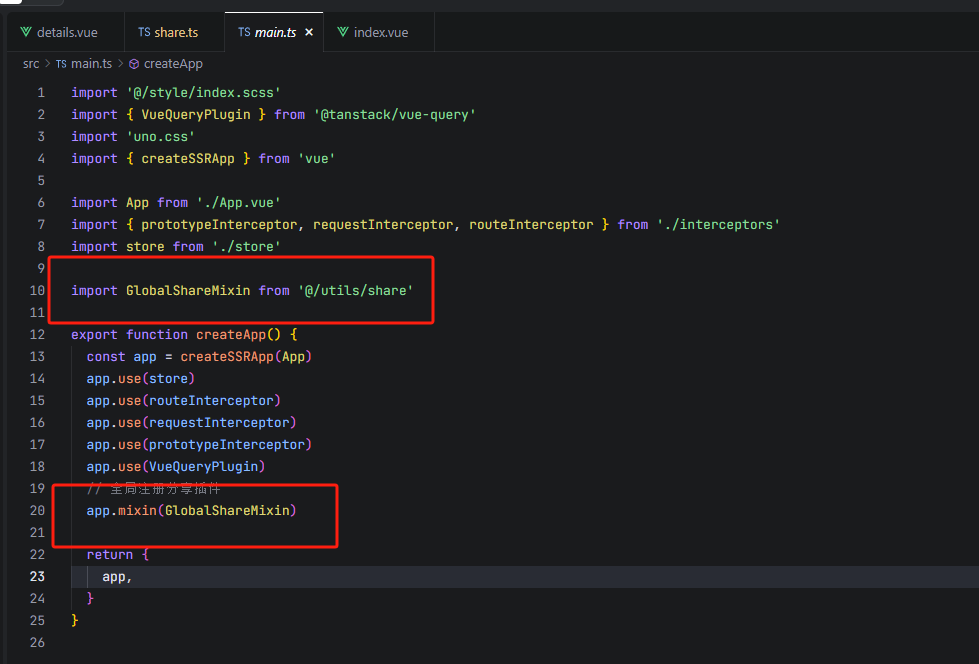 details.vue
TS share.ts
TS main.ts ×
index.vue
src > TS main.ts > createApp
1 import '@/style/index.scss'
2 import { VueQueryPlugin } from '@tanstack/vue-query'
3 import 'uno.css'
4 import { createSSRApp } from 'vue'
5
6 import App from './App.vue'
7 import { prototypeInterceptor, requestInterceptor, routeInterceptor } from './interceptors'
8 import store from './store'
9
10 import GlobalShareMixin from '@/utils/share'
11
12 export function createApp() {
13 const app = createSSRApp(App)
14 app.use(store)
15 app.use(routeInterceptor)
16 app.use(requestInterceptor)
17 app.use(prototypeInterceptor)
18 app.use(VueQueryPlugin)
19 // 全局注册分享插件
20 app.mixin(GlobalShareMixin)
21
22 return {
23 app,
24 }
25 }
26